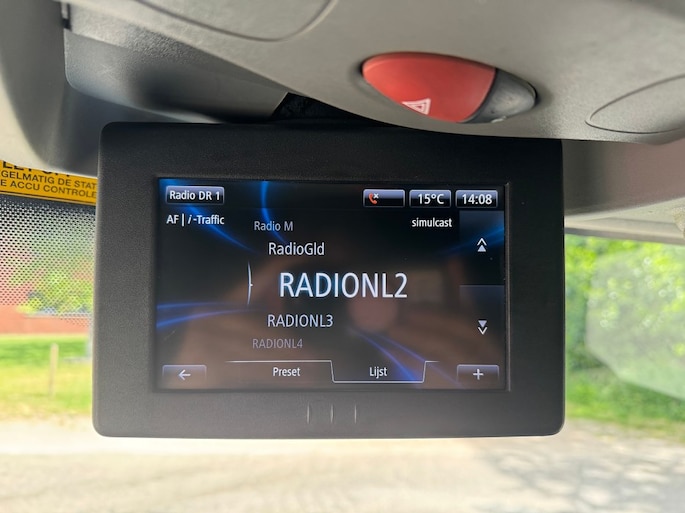 GELMATIG DE STAT
E ACCU CONTROLE
Radio DR 1
15°C
14:08
AF | i-Traffic
simulcast
Radio M
RadioGld
RADIONL2
RADIONL3
RADIONL4
Preset
Lijst